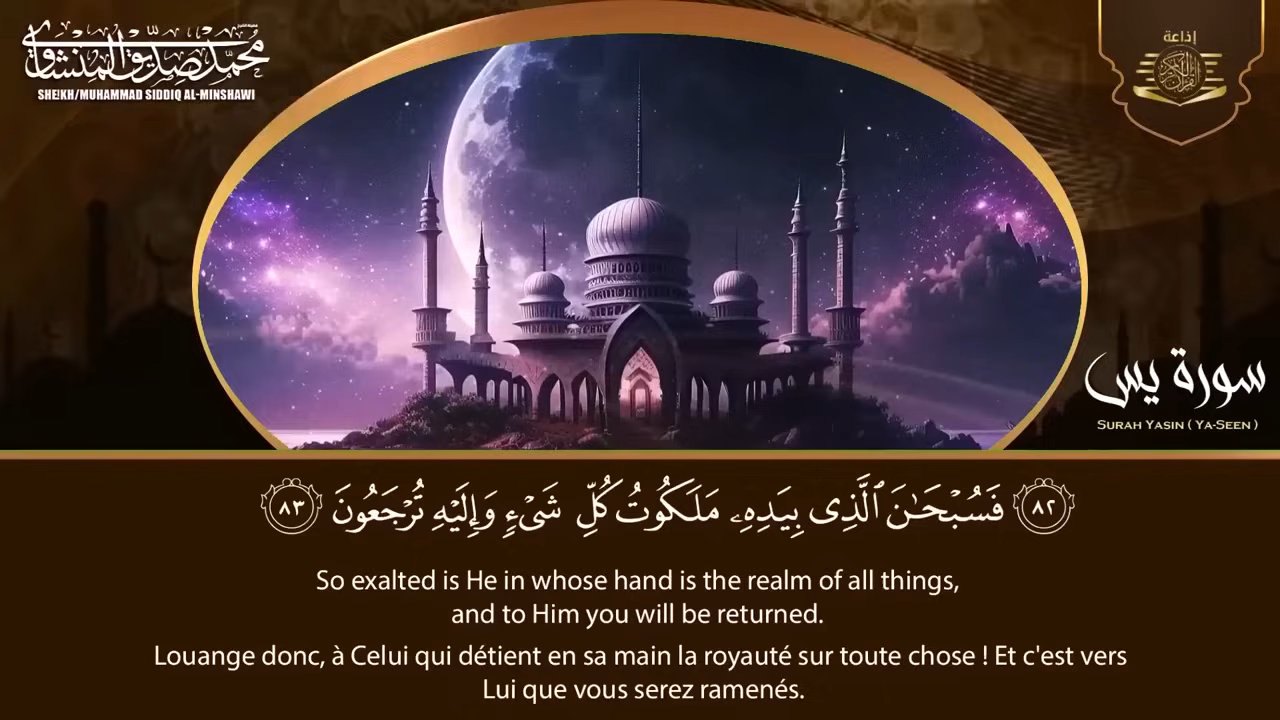 محمد صديق المنشاوي
SHEIKH/MUHAMMAD SIDDIQ AL-MINSHAWI
إذاعة
القرآن الكريم
سورة يس
SURAH YASIN ( YA-SEEN )
٨٢ فَسُبْحَـٰنَ ٱلَّذِى بِيَدِهِۦ مَلَكُوتُ كُلِّ شَىْءٍ وَإِلَيْهِ تُرْجَعُونَ ٨٣
So exalted is He in whose hand is the realm of all things,
and to Him you will be returned.
Louange donc, à Celui qui détient en sa main la royauté sur toute chose ! Et c'est vers
Lui que vous serez ramenés.